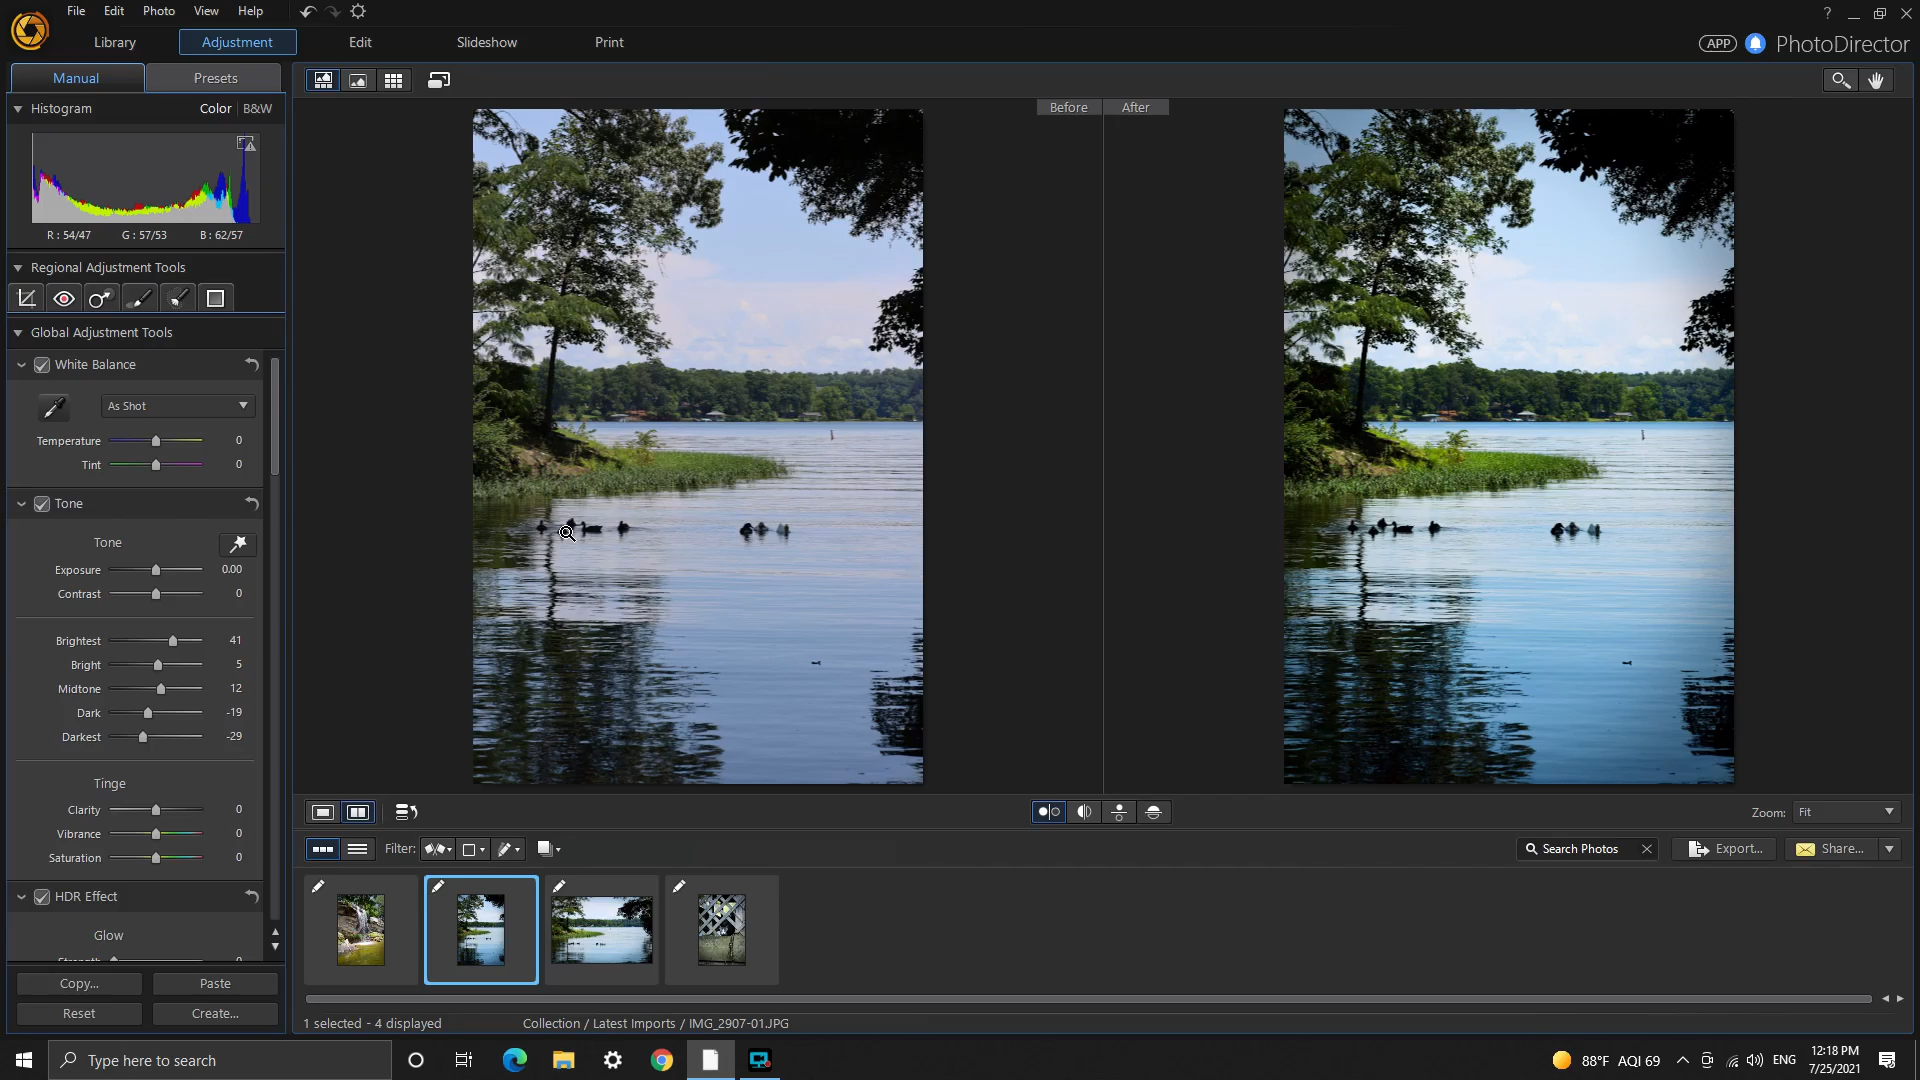 File Edit Photo View Help
?
Library Adjustment Edit Slideshow Print
APP PhotoDirector
Manual Presets
Histogram Color B&W
Before After
R : 54/47 G : 57/53 B : 62/57
Regional Adjustment Tools
Global Adjustment Tools
White Balance
As Shot
Temperature 0
Tint 0
Tone
Tone
Exposure 0.00
Contrast 0
Brightest 41
Bright 5
Midtone 12
Dark -19
Darkest -29
Tinge
Clarity 0
Vibrance 0
Saturation 0
HDR Effect
Glow
Strength 0
Zoom: Fit
Filter:
Search Photos
Export...
Share...
Copy... Paste
Reset Create...
1 selected - 4 displayed
Collection / Latest Imports / IMG_2907-01.JPG
Type here to search
88°F AQI 69
ENG
12:18 PM
7/25/2021